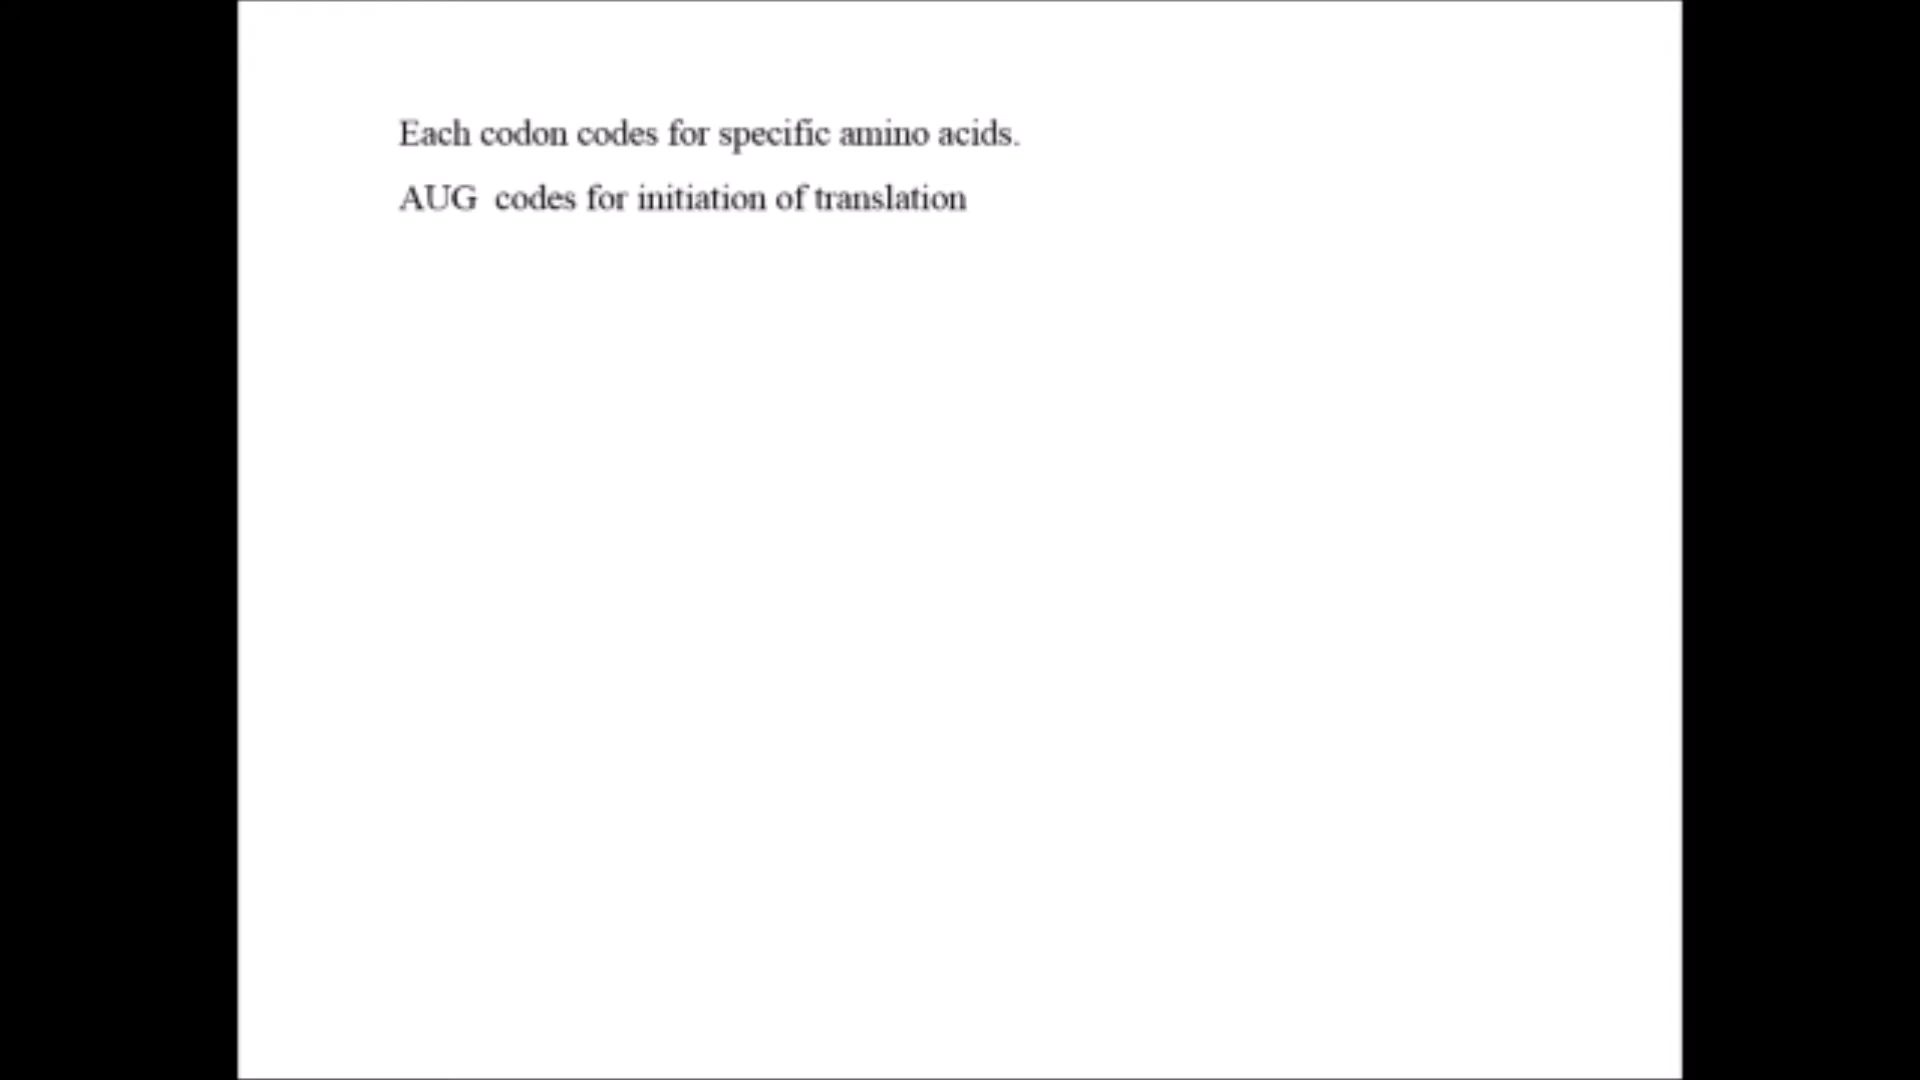 Each codon codes for specific amino acids.
AUG  codes for initiation of translation